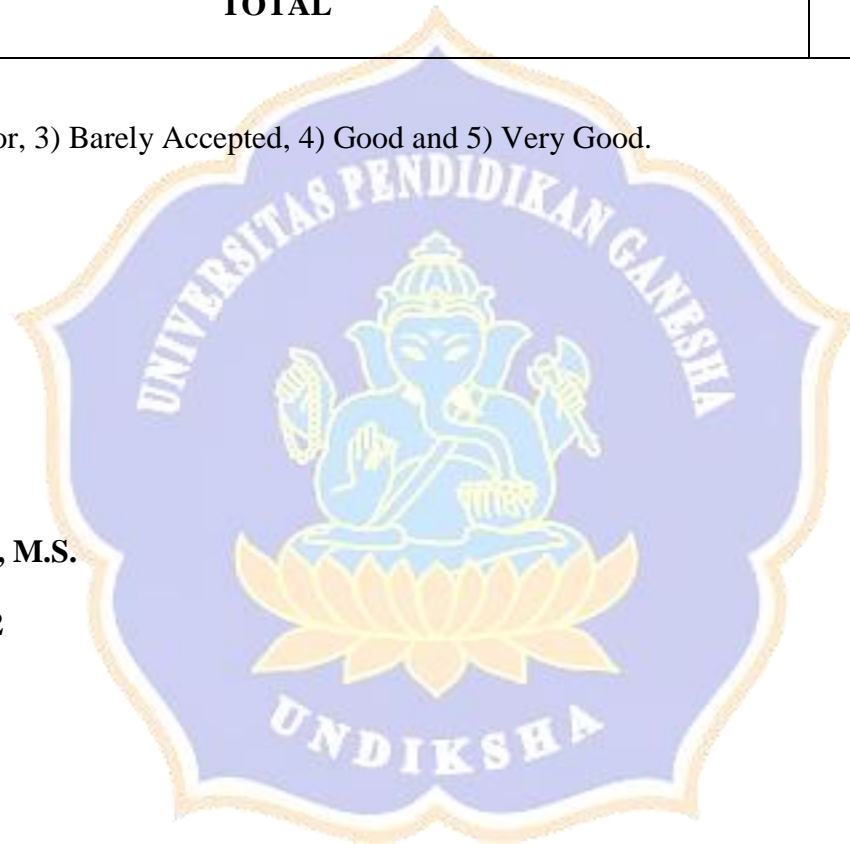 TOTAL
or, 3) Barely Accepted, 4) Good and 5) Very Good.
UNIVERSITAS PENDIDIKAN GANESHA
, M.S.
2
UNDIKSHA